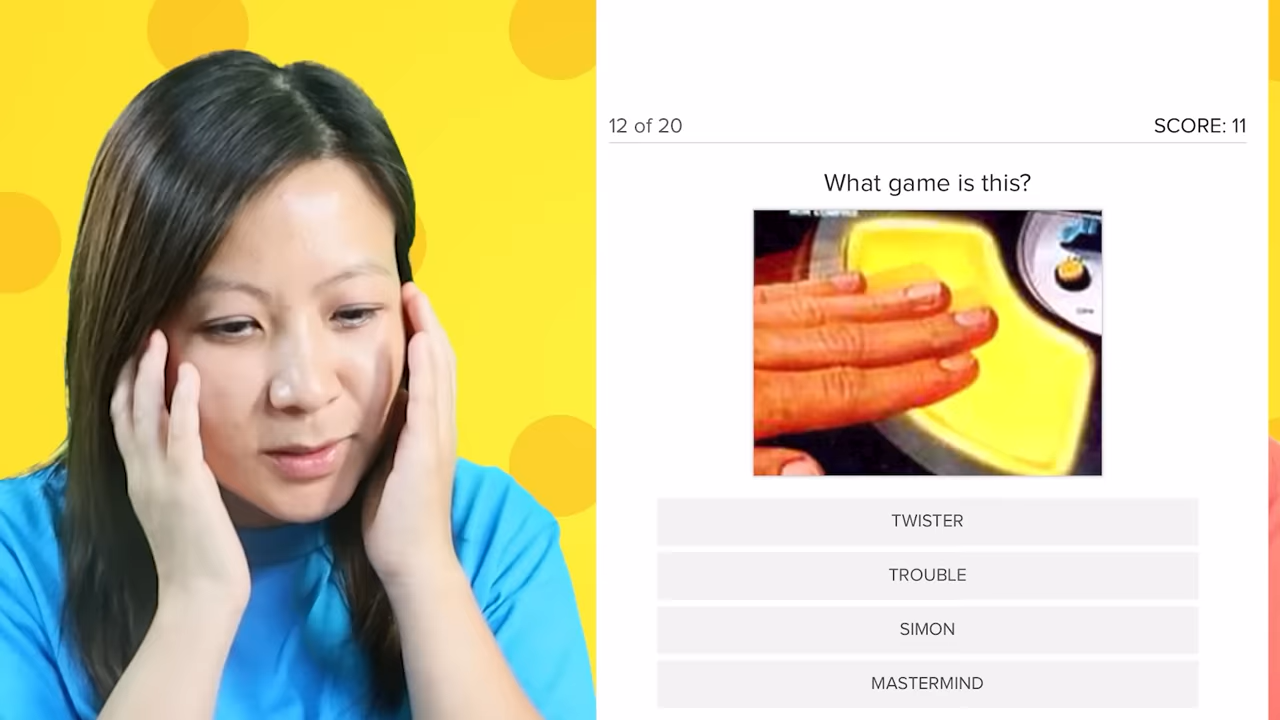 12 of 20
SCORE: 11
What game is this?
TWISTER
TROUBLE
SIMON
MASTERMIND